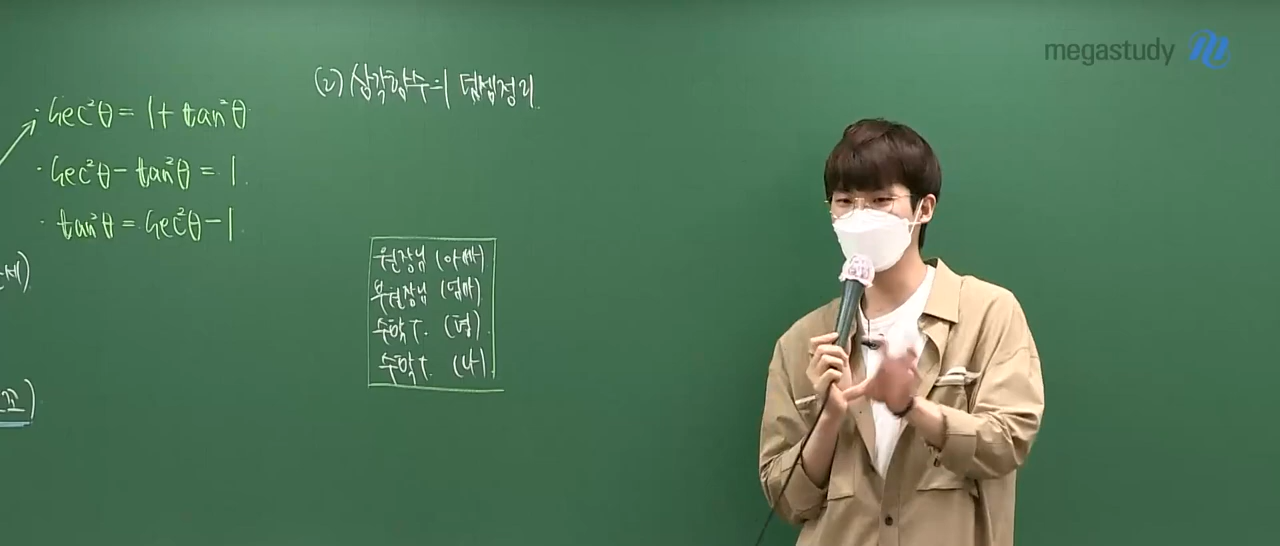 megastudy
(2) 삼각함수의 덧셈정리
· sec²θ = 1 + tan²θ
· sec²θ - tan²θ = 1
· tan²θ = sec²θ - 1
원장님 (아빠)
부원장님 (엄마)
수학T. (형)
수학T. (나)